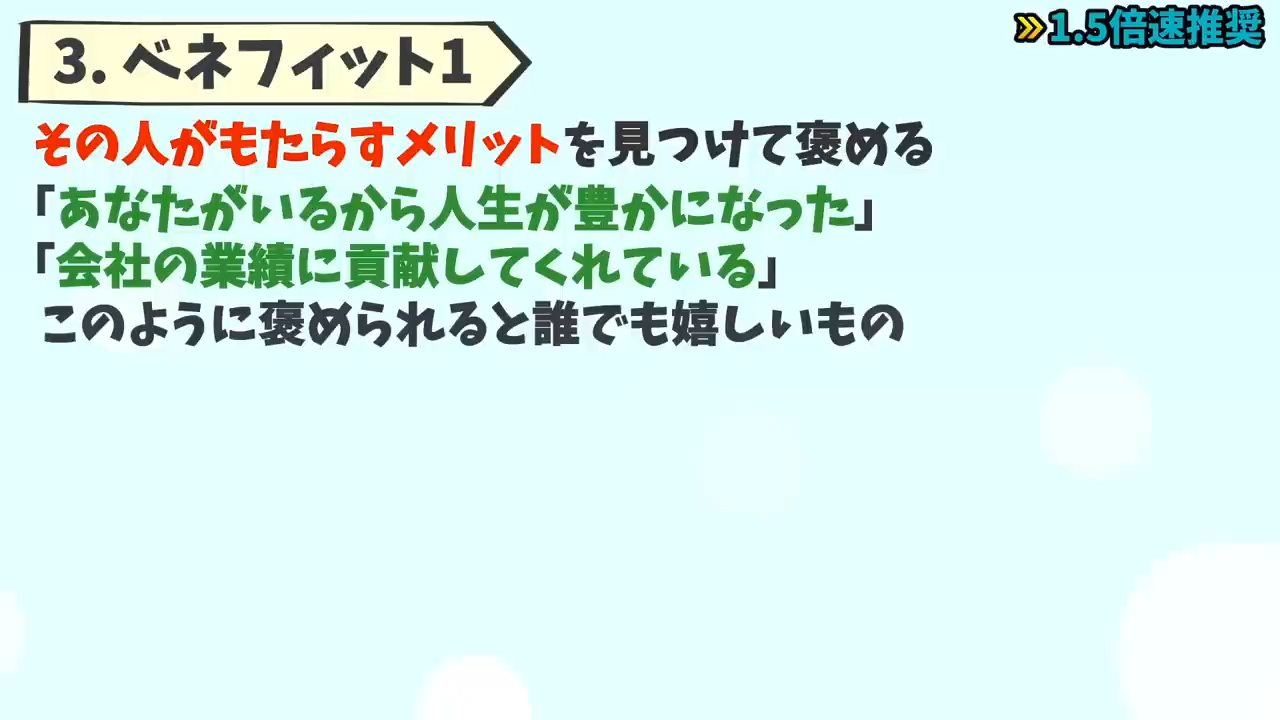 3. ベネフィット1
1.5倍速推奨
その人がもたらすメリットを見つけて褒める
「あなたがいるから人生が豊かになった」
「会社の業績に貢献してくれている」
このように褒められると誰でも嬉しいもの